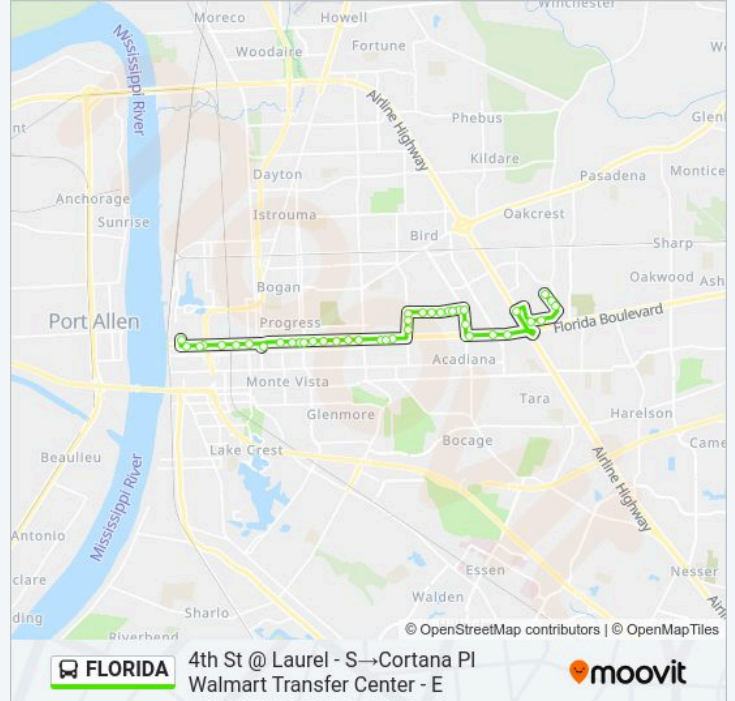 Moreco
Howell
Winchester
Woodaire
Fortune
Mississippi River
Airline Highway
Phebus
Kildare
Dayton
Pasadena
Montice
Anchorage
Istrouma
Oakcrest
Sunrise
Bird
Sharp
Oakwood
Ash
Bogan
Port Allen
Progress
Florida Boulevard
Acadiana
Monte Vista
Tara
Glenmore
Harelson
Bocage
Came
Lake Crest
Beaulieu
Airline Highway
Mississippi River
Antonio
Essen
Nesser
clare
Walden
Airli
Sharlo
ding
Riverbend
© OpenStreetMap contributors | © OpenMapTiles
FLORIDA
4th St @ Laurel - S→Cortana Pl
Walmart Transfer Center - E
moovit